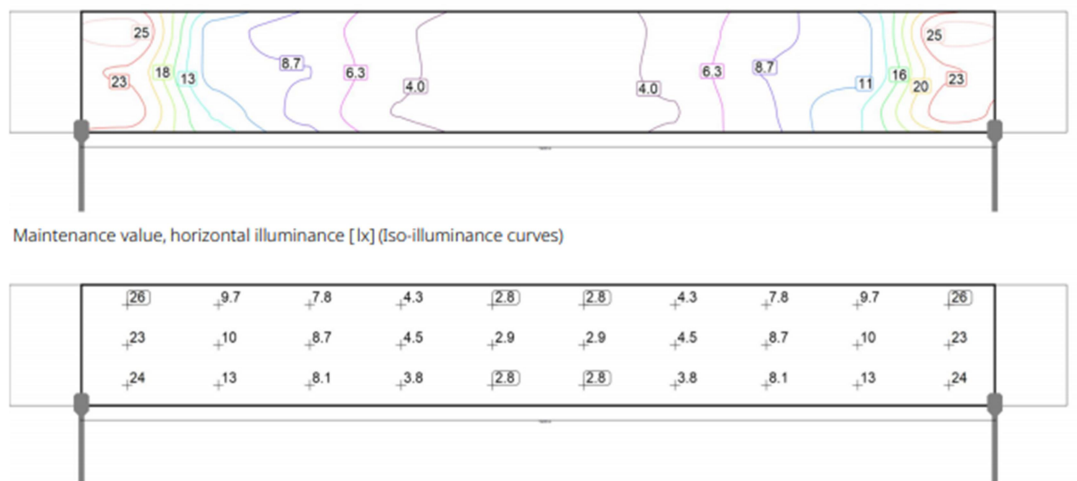 25 25
8.7 8.7
18 13 6.3 6.3 16
23 4.0 4.0 11 20 23
Maintenance value, horizontal illuminance [lx] (Iso-illuminance curves)
26 9.7 7.8 4.3 2.8 2.8 4.3 7.8 9.7 26
23 10 8.7 4.5 2.9 2.9 4.5 8.7 10 23
24 13 8.1 3.8 2.8 2.8 3.8 8.1 13 24